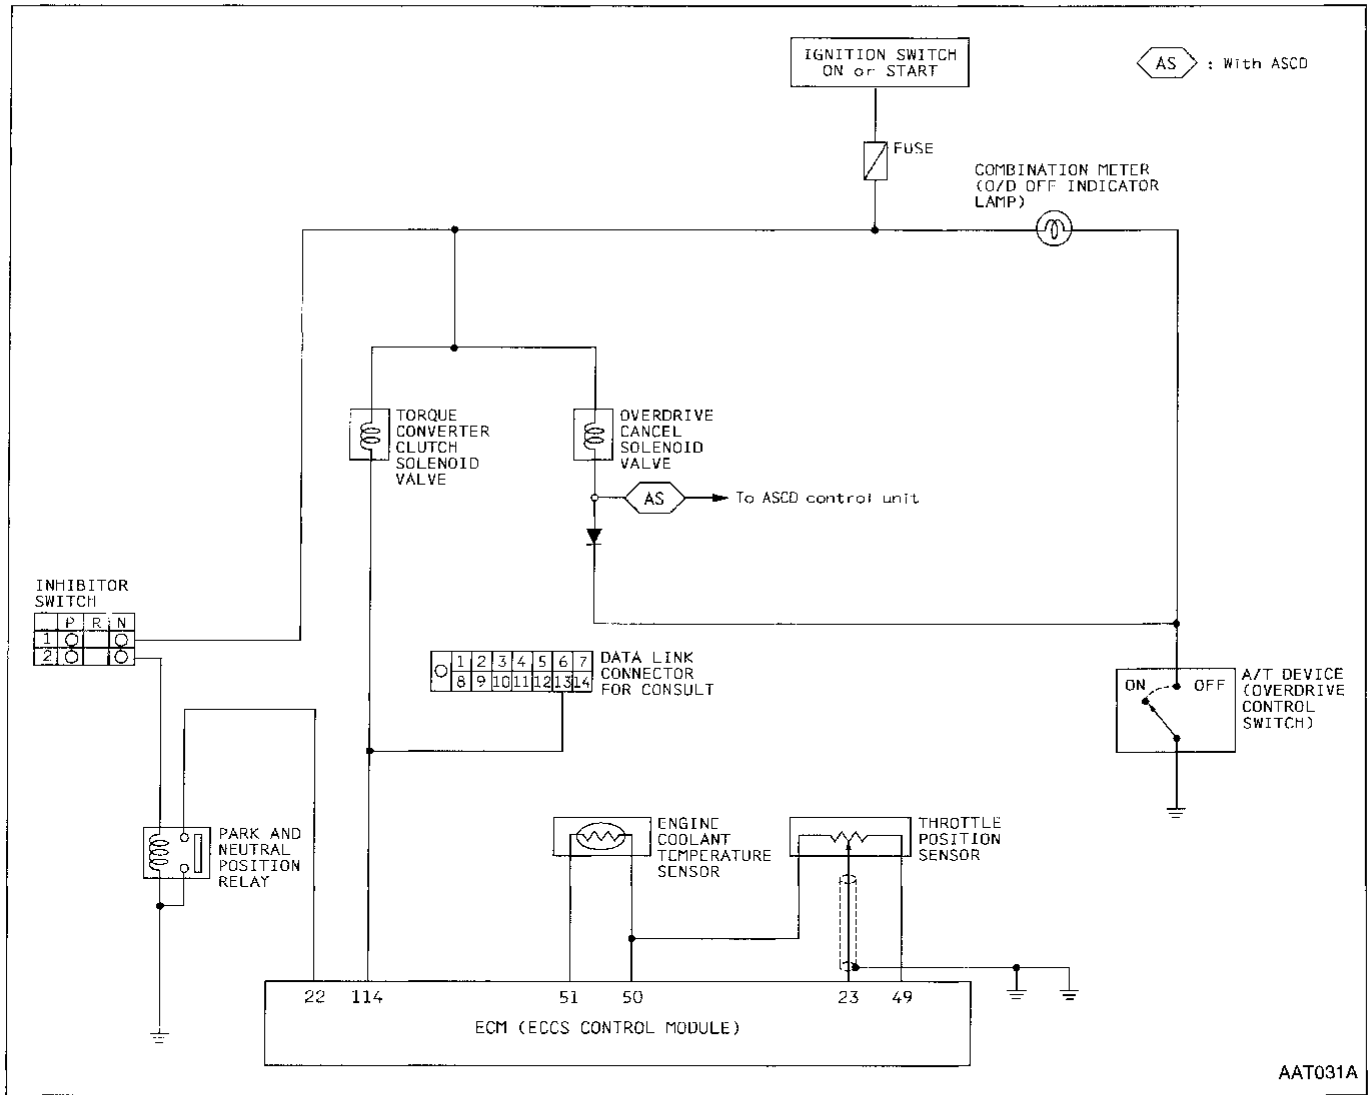 IGNITION SWITCH
ON or START
AS : With ASCD
FUSE
COMBINATION METER
(O/D OFF INDICATOR
LAMP)
TORQUE
CONVERTER
CLUTCH
SOLENOID
VALVE
OVERDRIVE
CANCEL
SOLENOID
VALVE
AS To ASCD control unit
INHIBITOR
SWITCH
P R N
1
2
1 2 3 4 5 6 7
8 9 10 11 12 13 14
DATA LINK
CONNECTOR
FOR CONSULT
ON OFF
A/T DEVICE
(OVERDRIVE
CONTROL
SWITCH)
PARK AND
NEUTRAL
POSITION
RELAY
ENGINE
COOLANT
TEMPERATURE
SENSOR
THROTTLE
POSITION
SENSOR
22 114 51 50 23 49
ECM (ECCS CONTROL MODULE)
AAT031A